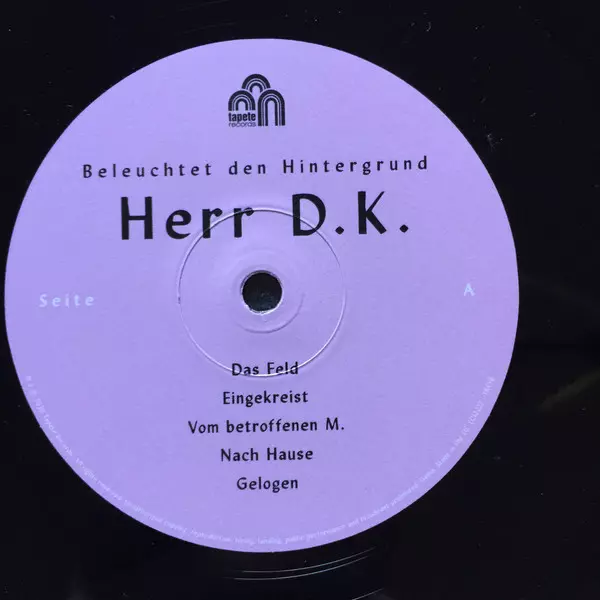 tapete
records
Beleuchtet den Hintergrund
Herr D.K.
Seite A
Das Feld
Eingekreist
Vom betroffenen M.
Nach Hause
Gelogen